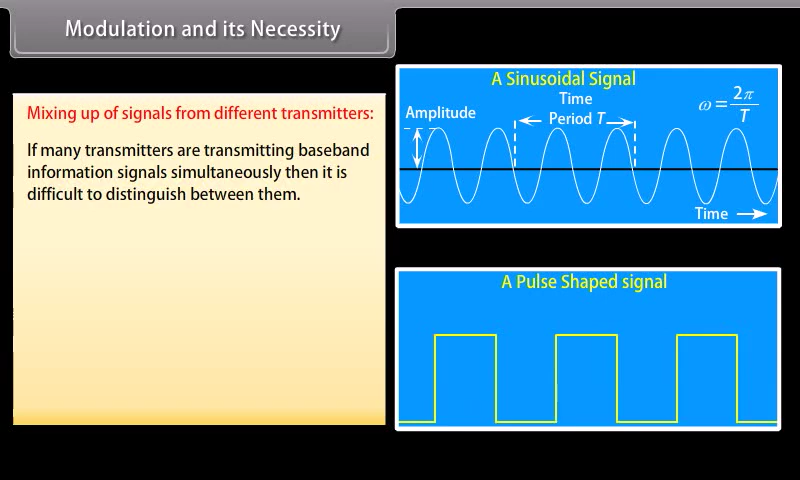 Modulation and its Necessity
Mixing up of signals from different transmitters:
If many transmitters are transmitting baseband
information signals simultaneously then it is
difficult to distinguish between them.
A Sinusoidal Signal
Amplitude
Time
Period T
ω = 2π/T
Time
A Pulse Shaped signal